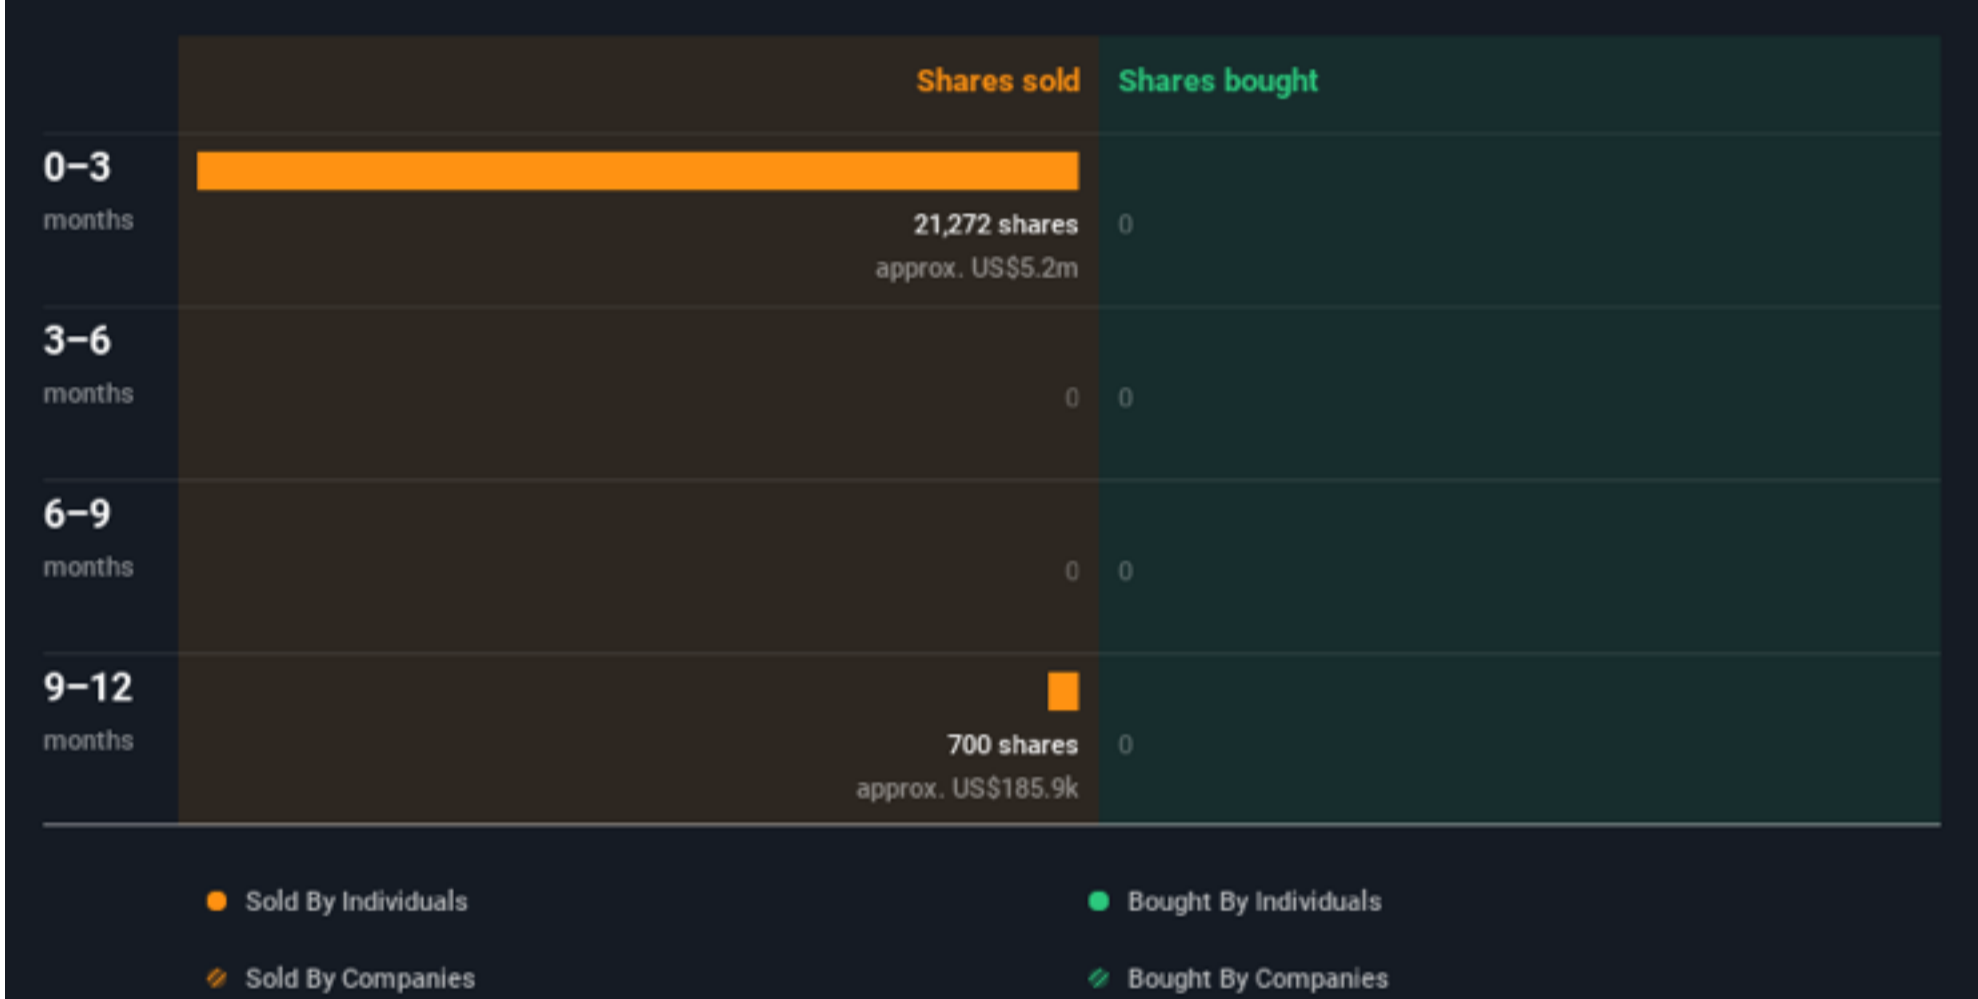 Shares sold Shares bought
0–3
months
21,272 shares 0
approx. US$5.2m
3–6
months
0 0
6–9
months
0 0
9–12
months
700 shares 0
approx. US$185.9k
Sold By Individuals Bought By Individuals
Sold By Companies Bought By Companies